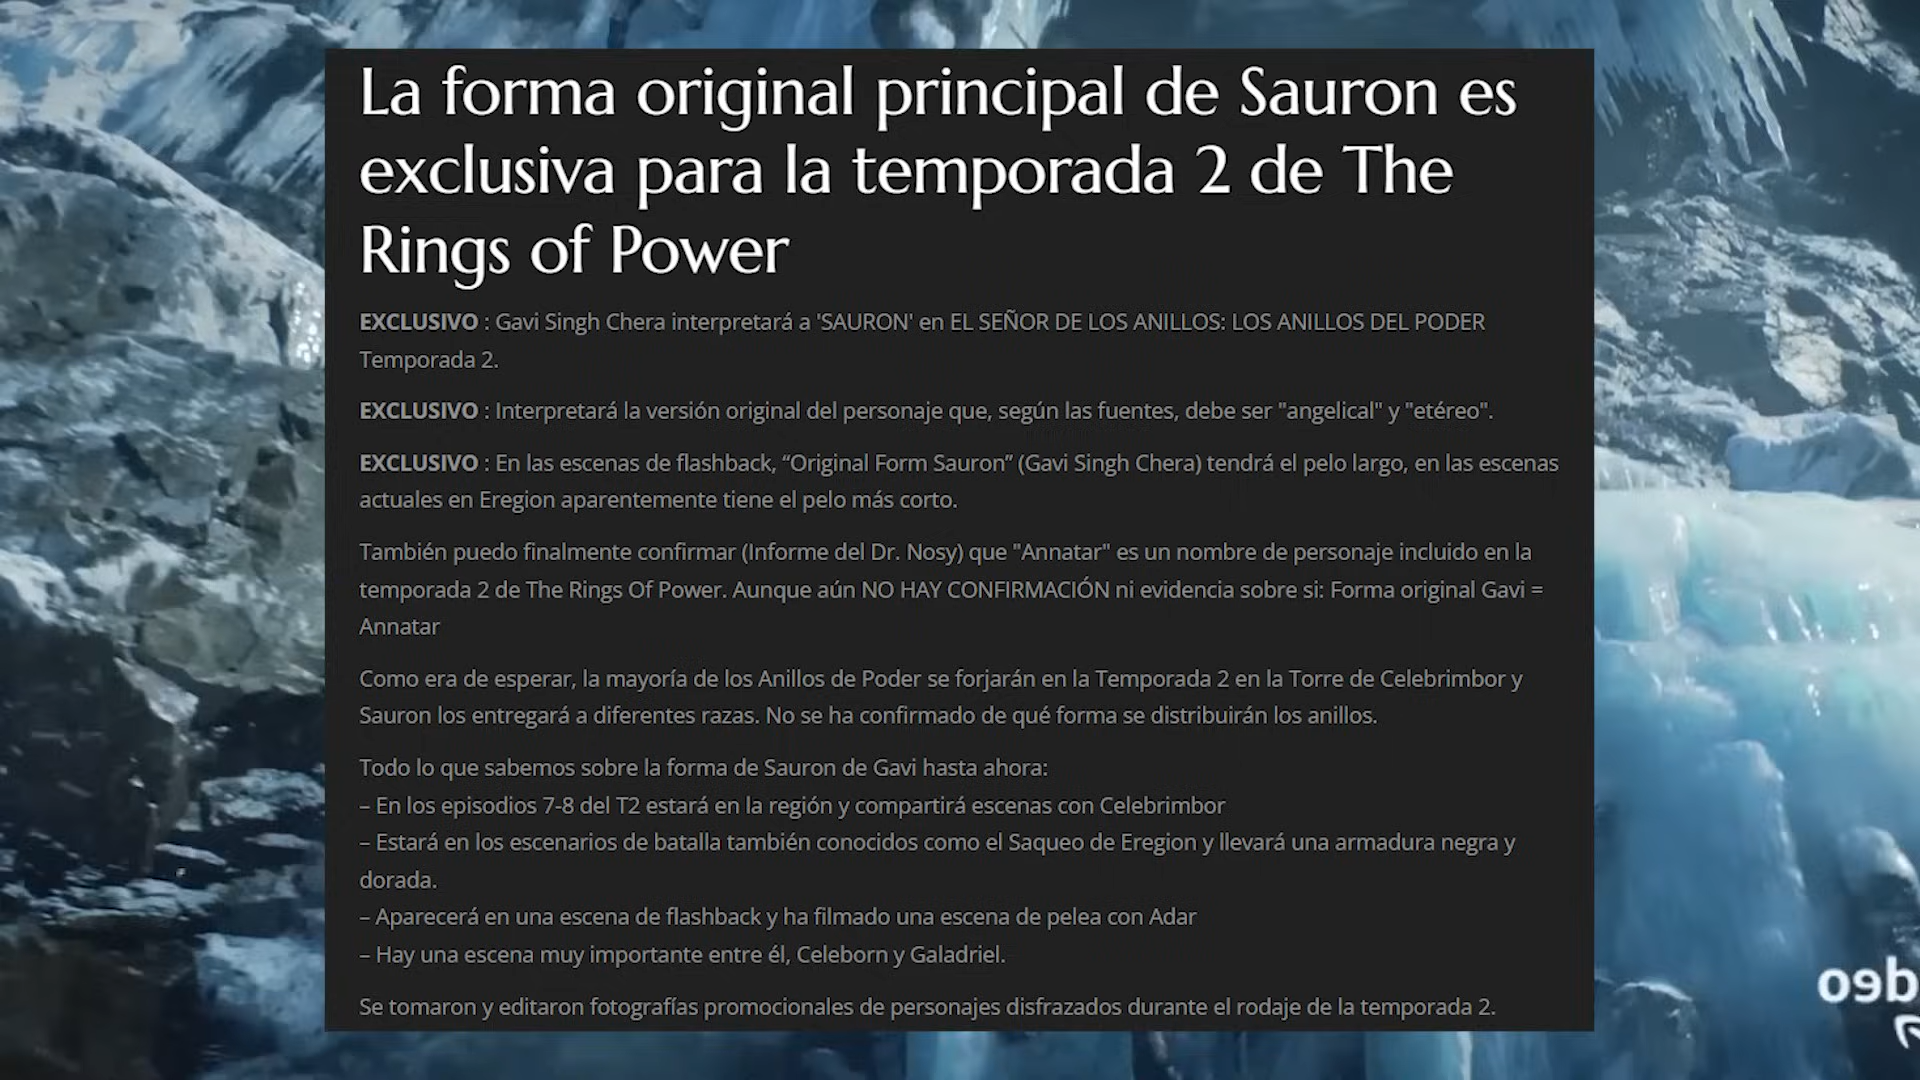 La forma original principal de Sauron es
exclusiva para la temporada 2 de The
Rings of Power
EXCLUSIVO : Gavi Singh Chera interpretará a 'SAURON' en EL SEÑOR DE LOS ANILLOS: LOS ANILLOS DEL PODER
Temporada 2.
EXCLUSIVO : Interpretará la versión original del personaje que, según las fuentes, debe ser "angelical" y "etéreo".
EXCLUSIVO : En las escenas de flashback, “Original Form Sauron” (Gavi Singh Chera) tendrá el pelo largo, en las escenas
actuales en Eregion aparentemente tiene el pelo más corto.
También puedo finalmente confirmar (Informe del Dr. Nosy) que "Annatar" es un nombre de personaje incluido en la
temporada 2 de The Rings Of Power. Aunque aún NO HAY CONFIRMACIÓN ni evidencia sobre si: Forma original Gavi =
Annatar
Como era de esperar, la mayoría de los Anillos de Poder se forjarán en la Temporada 2 en la Torre de Celebrimbor y
Sauron los entregará a diferentes razas. No se ha confirmado de qué forma se distribuirán los anillos.
Todo lo que sabemos sobre la forma de Sauron de Gavi hasta ahora:
– En los episodios 7-8 del T2 estará en la región y compartirá escenas con Celebrimbor
– Estará en los escenarios de batalla también conocidos como el Saqueo de Eregion y llevará una armadura negra y
dorada.
– Aparecerá en una escena de flashback y ha filmado una escena de pelea con Adar
– Hay una escena muy importante entre él, Celeborn y Galadriel.
Se tomaron y editaron fotografías promocionales de personajes disfrazados durante el rodaje de la temporada 2.